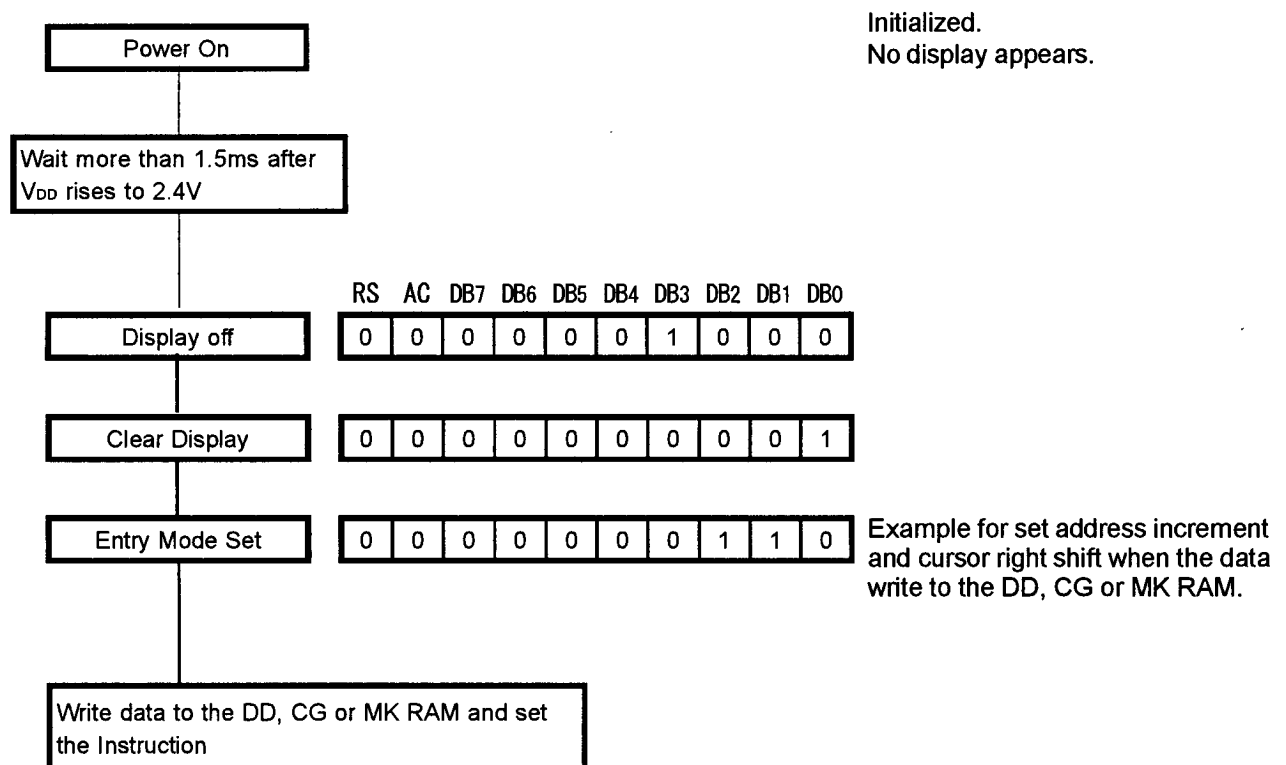 Power On
Initialized.
No display appears.
Wait more than 1.5ms after
VDD rises to 2.4V
RS AC DB7 DB6 DB5 DB4 DB3 DB2 DB1 DB0
Display off 0 0 0 0 0 0 1 0 0 0
Clear Display 0 0 0 0 0 0 0 0 0 1
Entry Mode Set 0 0 0 0 0 0 0 1 1 0
Example for set address increment
and cursor right shift when the data
write to the DD, CG or MK RAM.
Write data to the DD, CG or MK RAM and set
the Instruction